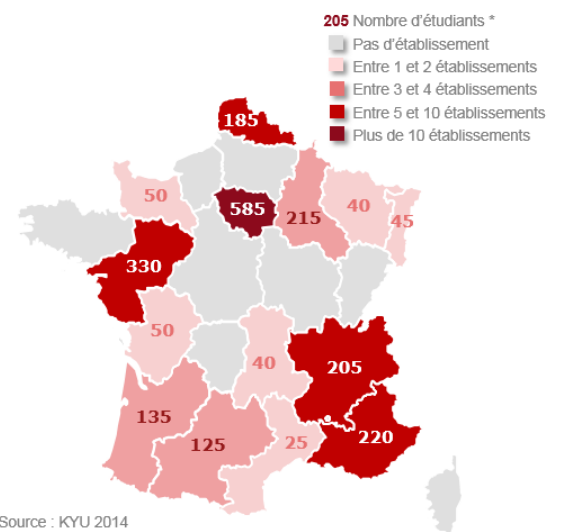 205 Nombre d'étudiants *
Pas d'établissement
Entre 1 et 2 établissements
Entre 3 et 4 établissements
Entre 5 et 10 établissements
Plus de 10 établissements
185
50
585
215
40
45
330
50
40
205
135
125
25
220
Source : KYU 2014